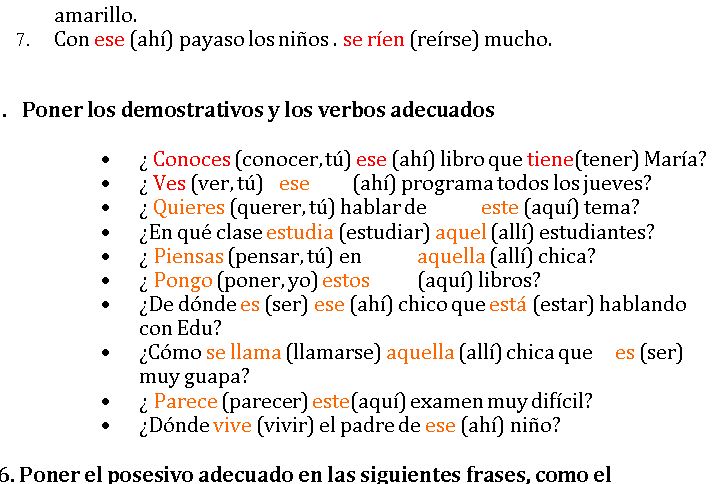 amarillo.
7. Con ese (ahí) payaso los niños . se ríen (reírse) mucho.
. Poner los demostrativos y los verbos adecuados
• ¿ Conoces (conocer, tú) ese (ahí) libro que tiene(tener) María?
• ¿ Ves (ver, tú) ese (ahí) programa todos los jueves?
• ¿ Quieres (querer, tú) hablar de este (aquí) tema?
• ¿En qué clase estudia (estudiar) aquel (allí) estudiantes?
• ¿ Piensas (pensar, tú) en aquella (allí) chica?
• ¿ Pongo (poner, yo) estos (aquí) libros?
• ¿De dónde es (ser) ese (ahí) chico que está (estar) hablando
con Edu?
• ¿Cómo se llama (llamarse) aquella (allí) chica que es (ser)
muy guapa?
• ¿ Parece (parecer) este(aquí) examen muy difícil?
• ¿Dónde vive (vivir) el padre de ese (ahí) niño?
6. Poner el posesivo adecuado en las siguientes frases, como el